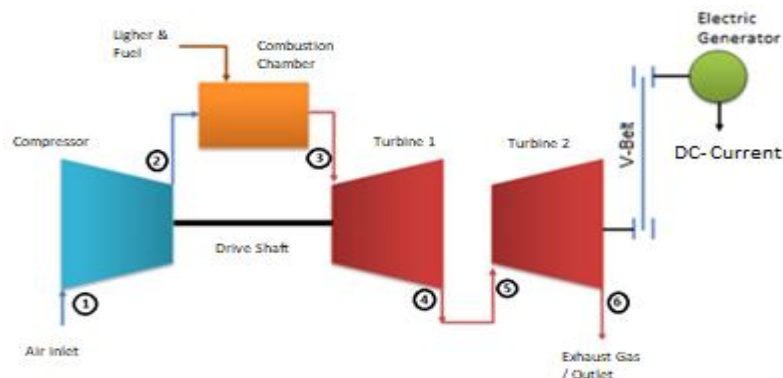 Electric
Generator
Ligher &
Fuel
Combustion
Chamber
Compressor
2
3
Turbine 1
Turbine 2
V-Belt
DC- Current
Drive Shaft
1
4
5
6
Air Inlet
Exhaust Gas
/ Outlet